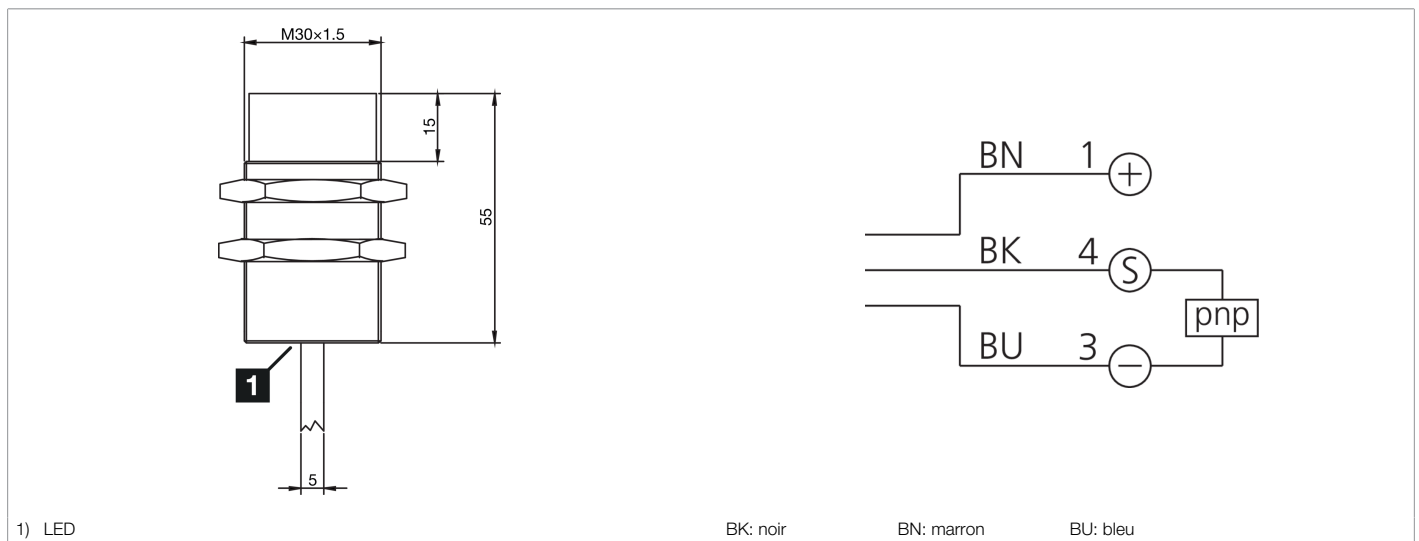 M30×1.5
15
55
1
5
BN 1 +
BK 4 S
pnp
BU 3 −
1) LED
BK: noir BN: marron BU: bleu